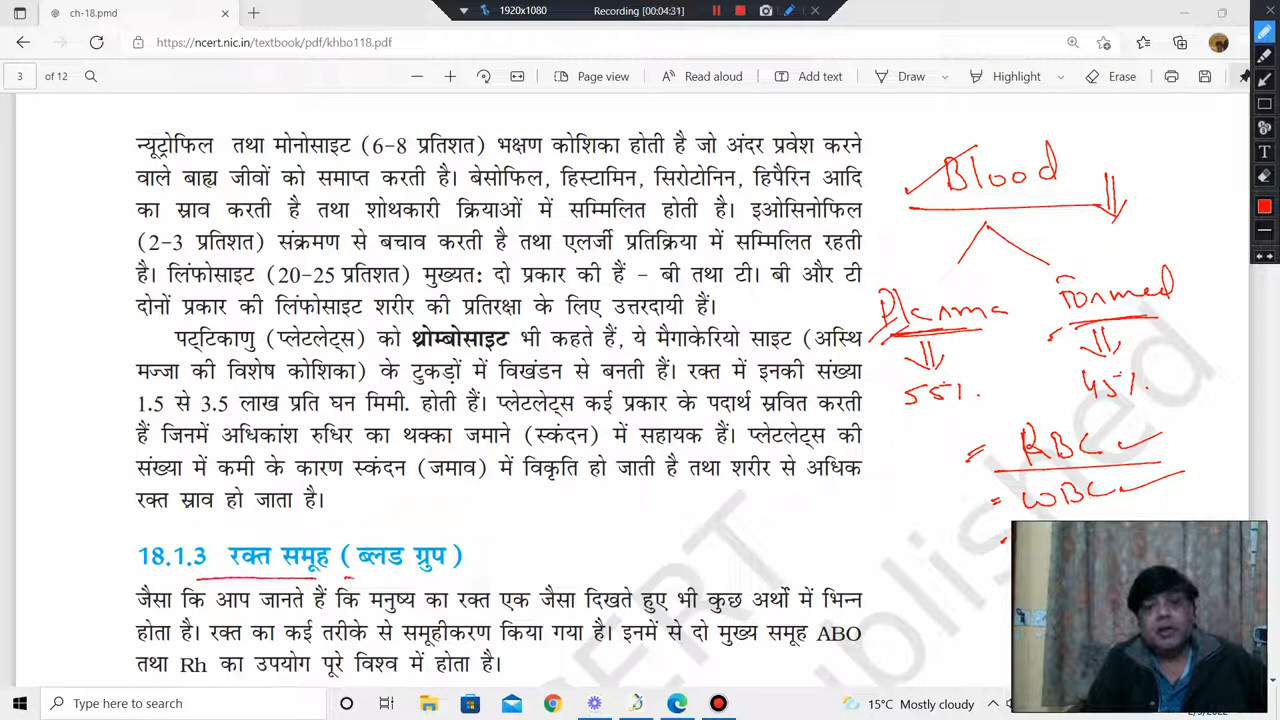 ch-18.pmd
1920x1080
Recording [00:04:31]
https://ncert.nic.in/textbook/pdf/khbo118.pdf
3 of 12
Page view
Read aloud
Add text
Draw
Highlight
Erase
न्यूट्रोफिल तथा मोनोसाइट (6-8 प्रतिशत) भक्षण कोशिका होती है जो अंदर प्रवेश करने
वाले बाह्य जीवों को समाप्त करती है। बेसोफिल, हिस्टामिन, सिरोटोनिन, हिपैरिन आदि
का स्राव करती है तथा शोथकारी क्रियाओं में सम्मिलित होती है। इओसिनोफिल
(2-3 प्रतिशत) संक्रमण से बचाव करती है तथा एलर्जी प्रतिक्रिया में सम्मिलित रहती
है। लिंफोसाइट (20-25 प्रतिशत) मुख्यतः दो प्रकार की हैं - बी तथा टी। बी और टी
दोनों प्रकार की लिंफोसाइट शरीर की प्रतिरक्षा के लिए उत्तरदायी हैं।
पट्टिकाणु (प्लेटलेट्स) को थ्रोम्बोसाइट भी कहते हैं, ये मैगाकेरियो साइट (अस्थि
मज्जा की विशेष कोशिका) के टुकड़ों में विखंडन से बनती हैं। रक्त में इनकी संख्या
1.5 से 3.5 लाख प्रति घन मिमी. होती हैं। प्लेटलेट्स कई प्रकार के पदार्थ स्रवित करती
हैं जिनमें अधिकांश रुधिर का थक्का जमाने (स्कंदन) में सहायक हैं। प्लेटलेट्स की
संख्या में कमी के कारण स्कंदन (जमाव) में विकृति हो जाती है तथा शरीर से अधिक
रक्त स्राव हो जाता है।
18.1.3 रक्त समूह (ब्लड ग्रुप)
जैसा कि आप जानते हैं कि मनुष्य का रक्त एक जैसा दिखते हुए भी कुछ अर्थों में भिन्न
होता है। रक्त का कई तरीके से समूहीकरण किया गया है। इनमें से दो मुख्य समूह ABO
तथा Rh का उपयोग पूरे विश्व में होता है।
Blood
Plasma Formed
55% 45%
= RBC
= WBC
Type here to search
15°C Mostly cloudy